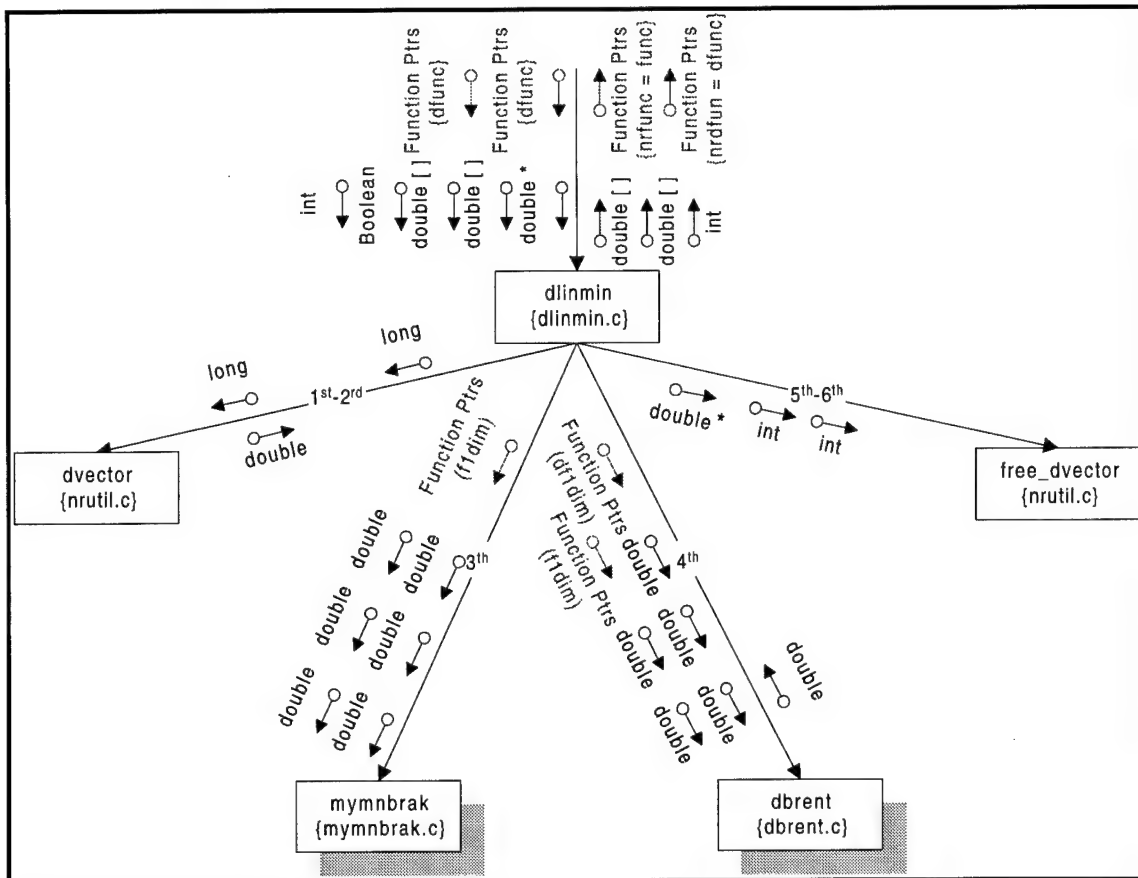 int
Boolean
double [ ]
double [ ]
double *
Function Ptrs
{dfunc}
Function Ptrs
{dfunc}
Function Ptrs
{nrfunc = func}
Function Ptrs
{nrdfun = dfunc}
double [ ]
double [ ]
int
dlinmin
{dlinmin.c}
long
long
1st-2rd
double
dvector
{nrutil.c}
5th-6th
double *
int
int
free_dvector
{nrutil.c}
Function Ptrs
(f1dim)
3th
double
double
double
double
double
double
mymnbrak
{mymnbrak.c}
Function Ptrs
(df1dim)
Function Ptrs
(f1dim)
4th
double
double
double
double
double
double
dbrent
{dbrent.c}